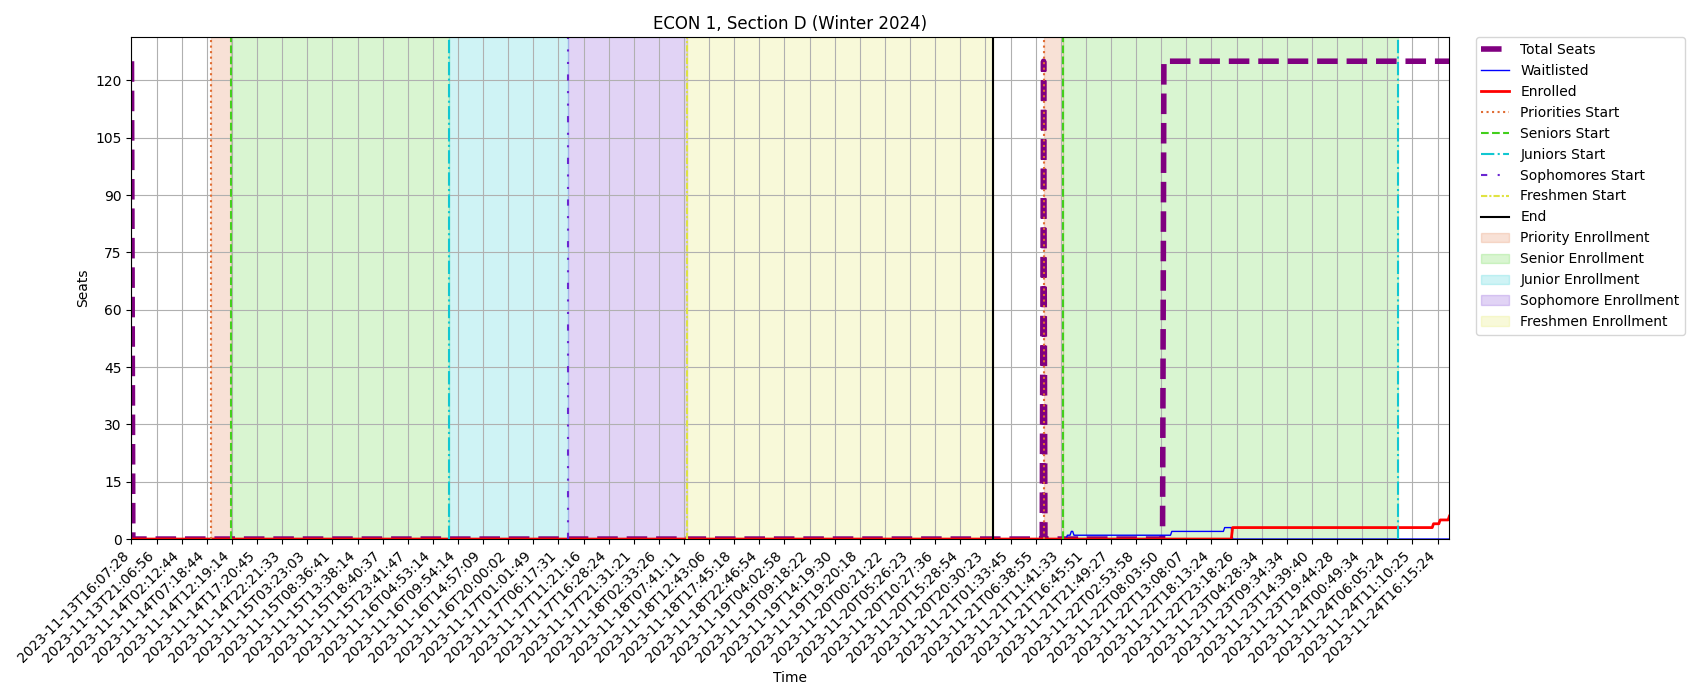 ECON 1, Section D (Winter 2024)
Seats
120
105
90
75
60
45
30
15
0
2023-11-13T16:07:28
2023-11-13T21:06:56
2023-11-14T02:12:44
2023-11-14T07:18:44
2023-11-14T12:19:14
2023-11-14T17:20:45
2023-11-14T22:21:33
2023-11-15T03:23:03
2023-11-15T08:36:41
2023-11-15T13:38:14
2023-11-15T18:40:37
2023-11-15T23:41:47
2023-11-16T04:53:14
2023-11-16T09:54:14
2023-11-16T14:57:09
2023-11-16T20:00:02
2023-11-17T01:01:49
2023-11-17T06:17:31
2023-11-17T11:21:16
2023-11-17T16:28:24
2023-11-17T21:31:21
2023-11-18T02:33:26
2023-11-18T07:41:11
2023-11-18T12:43:06
2023-11-18T17:45:18
2023-11-18T22:46:54
2023-11-19T04:02:58
2023-11-19T09:18:22
2023-11-19T14:19:30
2023-11-19T19:20:18
2023-11-20T00:21:22
2023-11-20T05:26:23
2023-11-20T10:27:36
2023-11-20T15:28:54
2023-11-20T20:30:23
2023-11-21T01:33:45
2023-11-21T06:38:55
2023-11-21T11:41:33
2023-11-21T16:45:51
2023-11-21T21:49:27
2023-11-22T02:53:58
2023-11-22T08:03:50
2023-11-22T13:08:07
2023-11-22T18:13:24
2023-11-22T23:18:26
2023-11-23T04:28:34
2023-11-23T09:34:34
2023-11-23T14:39:40
2023-11-23T19:44:28
2023-11-24T00:49:34
2023-11-24T06:05:24
2023-11-24T11:10:25
2023-11-24T16:15:24
Time
Total Seats
Waitlisted
Enrolled
Priorities Start
Seniors Start
Juniors Start
Sophomores Start
Freshmen Start
End
Priority Enrollment
Senior Enrollment
Junior Enrollment
Sophomore Enrollment
Freshmen Enrollment